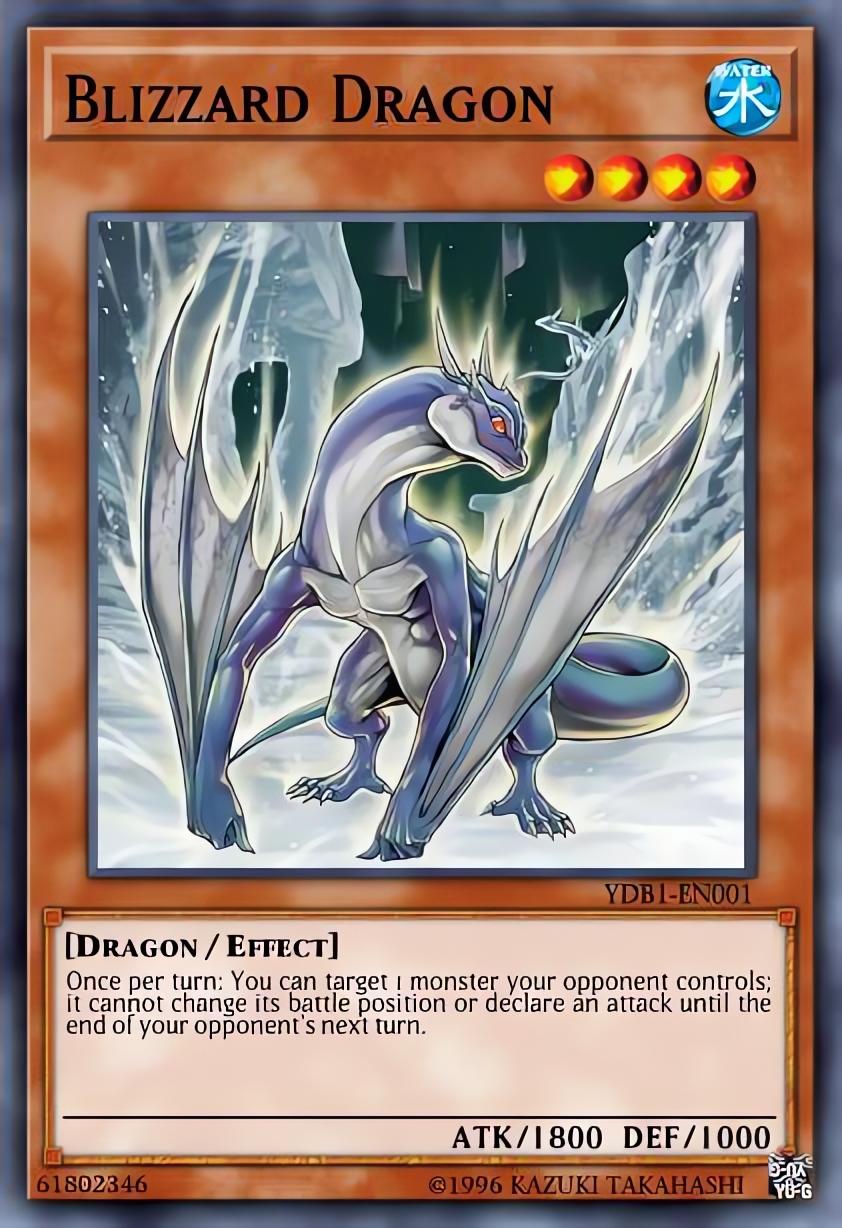 Blizzard Dragon
WATER
水
YDB1-EN001
[Dragon / Effect]
Once per turn: You can target 1 monster your opponent controls;
it cannot change its battle position or declare an attack until the
end of your opponent's next turn.
ATK/1800 DEF/1000
61802346
©1996 KAZUKI TAKAHASHI